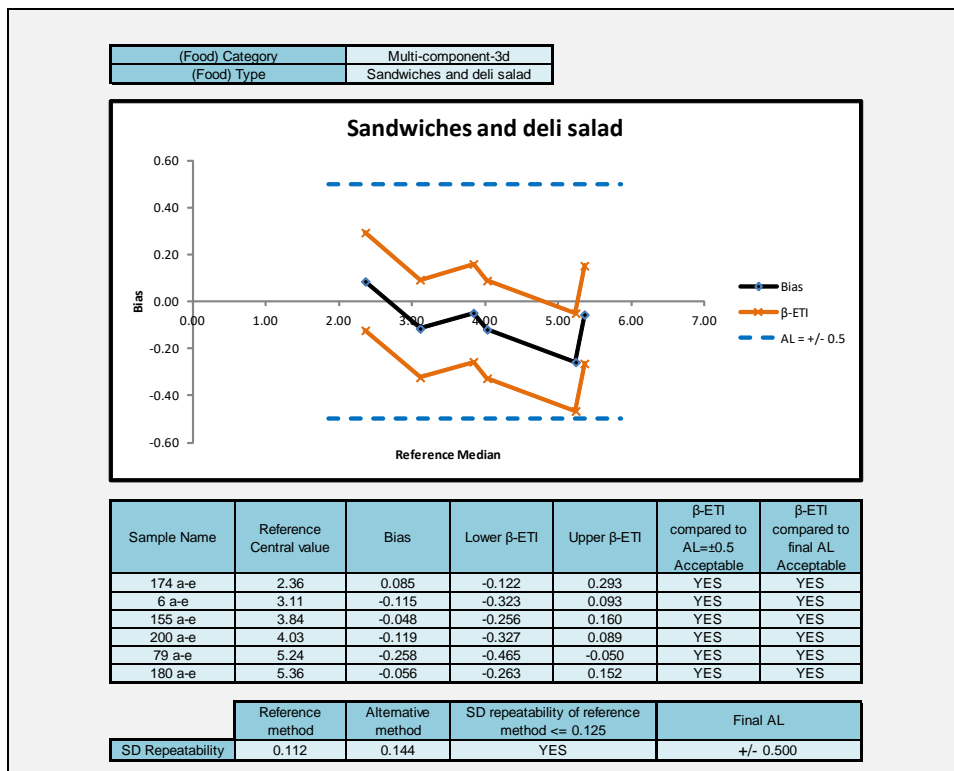 (Food) Category Multi-component-3d
(Food) Type Sandwiches and deli salad
Sandwiches and deli salad
0.60
0.40
0.20
0.00
-0.20
-0.40
-0.60
0.00 1.00 2.00 3.00 4.00 5.00 6.00 7.00
Bias
Reference Median
Bias
β-ETI
AL = +/- 0.5
Sample Name Reference Central value Bias Lower β-ETI Upper β-ETI β-ETI compared to AL=±0.5 Acceptable β-ETI compared to final AL Acceptable
174 a-e 2.36 0.085 -0.122 0.293 YES YES
6 a-e 3.11 -0.115 -0.323 0.093 YES YES
155 a-e 3.84 -0.048 -0.256 0.160 YES YES
200 a-e 4.03 -0.119 -0.327 0.089 YES YES
79 a-e 5.24 -0.258 -0.465 -0.050 YES YES
180 a-e 5.36 -0.056 -0.263 0.152 YES YES
Reference method Alternative method SD repeatability of reference method <= 0.125 Final AL
SD Repeatability 0.112 0.144 YES +/- 0.500